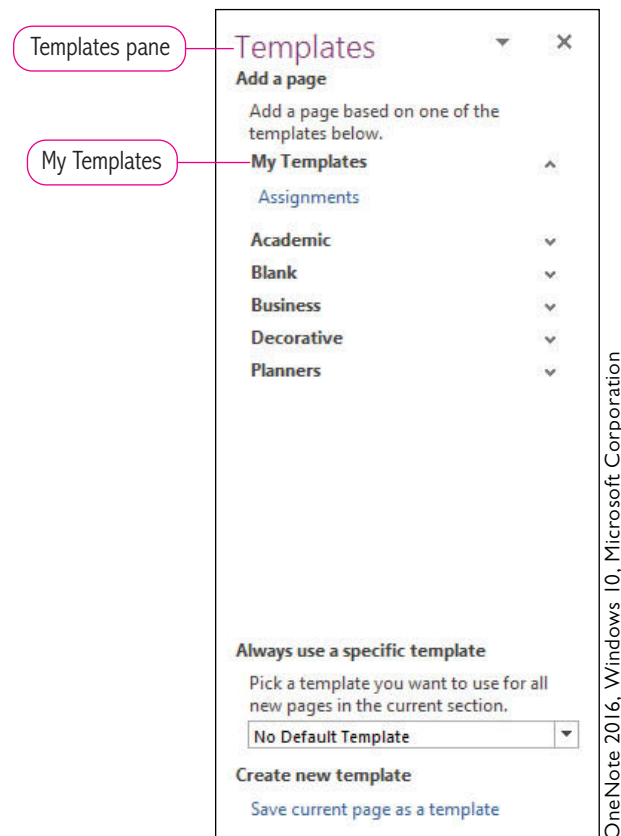 Templates pane
Templates
Add a page
Add a page based on one of the
templates below.
My Templates
My Templates
Assignments
Academic
Blank
Business
Decorative
Planners
Always use a specific template
Pick a template you want to use for all
new pages in the current section.
No Default Template
Create new template
Save current page as a template
OneNote 2016, Windows 10, Microsoft Corporation